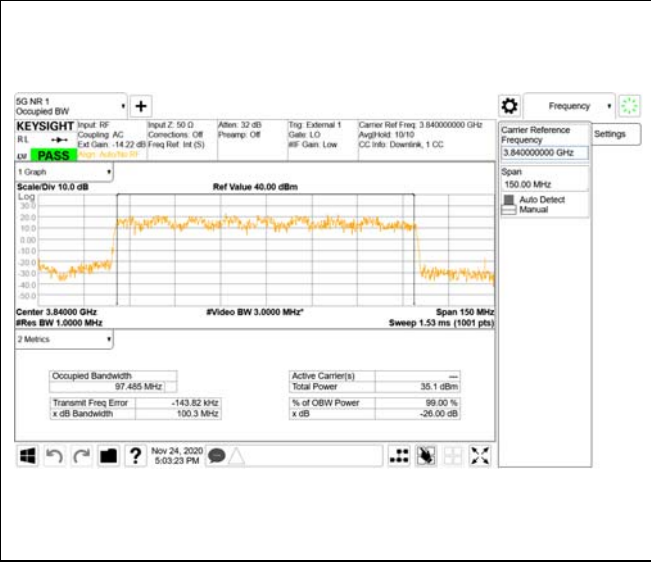 5G NR 1
Occupied BW
Frequency
KEYSIGHT
Input: RF
Input Z: 50 Ω
Atten: 32 dB
Trig: External 1
Carrier Ref Freq: 3.840000000 GHz
R L
Coupling: AC
Corrections: Off
Preamp: Off
Gate: LO
Avg|Hold: 10/10
Ext Gain: -14.22 dB
Freq Ref: Int (S)
#IF Gain: Low
CC Info: Downlink, 1 CC
PASS
Align: Auto/No RF
Carrier Reference
Frequency
3.840000000 GHz
Settings
Span
150.00 MHz
Auto Detect
Manual
1 Graph
Scale/Div 10.0 dB
Ref Value 40.00 dBm
Log
30.0
20.0
10.0
0.00
-10.0
-20.0
-30.0
-40.0
-50.0
Center 3.84000 GHz
#Video BW 3.0000 MHz*
Span 150 MHz
#Res BW 1.0000 MHz
Sweep 1.53 ms (1001 pts)
2 Metrics
Occupied Bandwidth
97.485 MHz
Transmit Freq Error -143.82 kHz
x dB Bandwidth 100.3 MHz
Active Carrier(s) —
Total Power 35.1 dBm
% of OBW Power 99.00 %
x dB -26.00 dB
?
Nov 24, 2020
5:03:23 PM